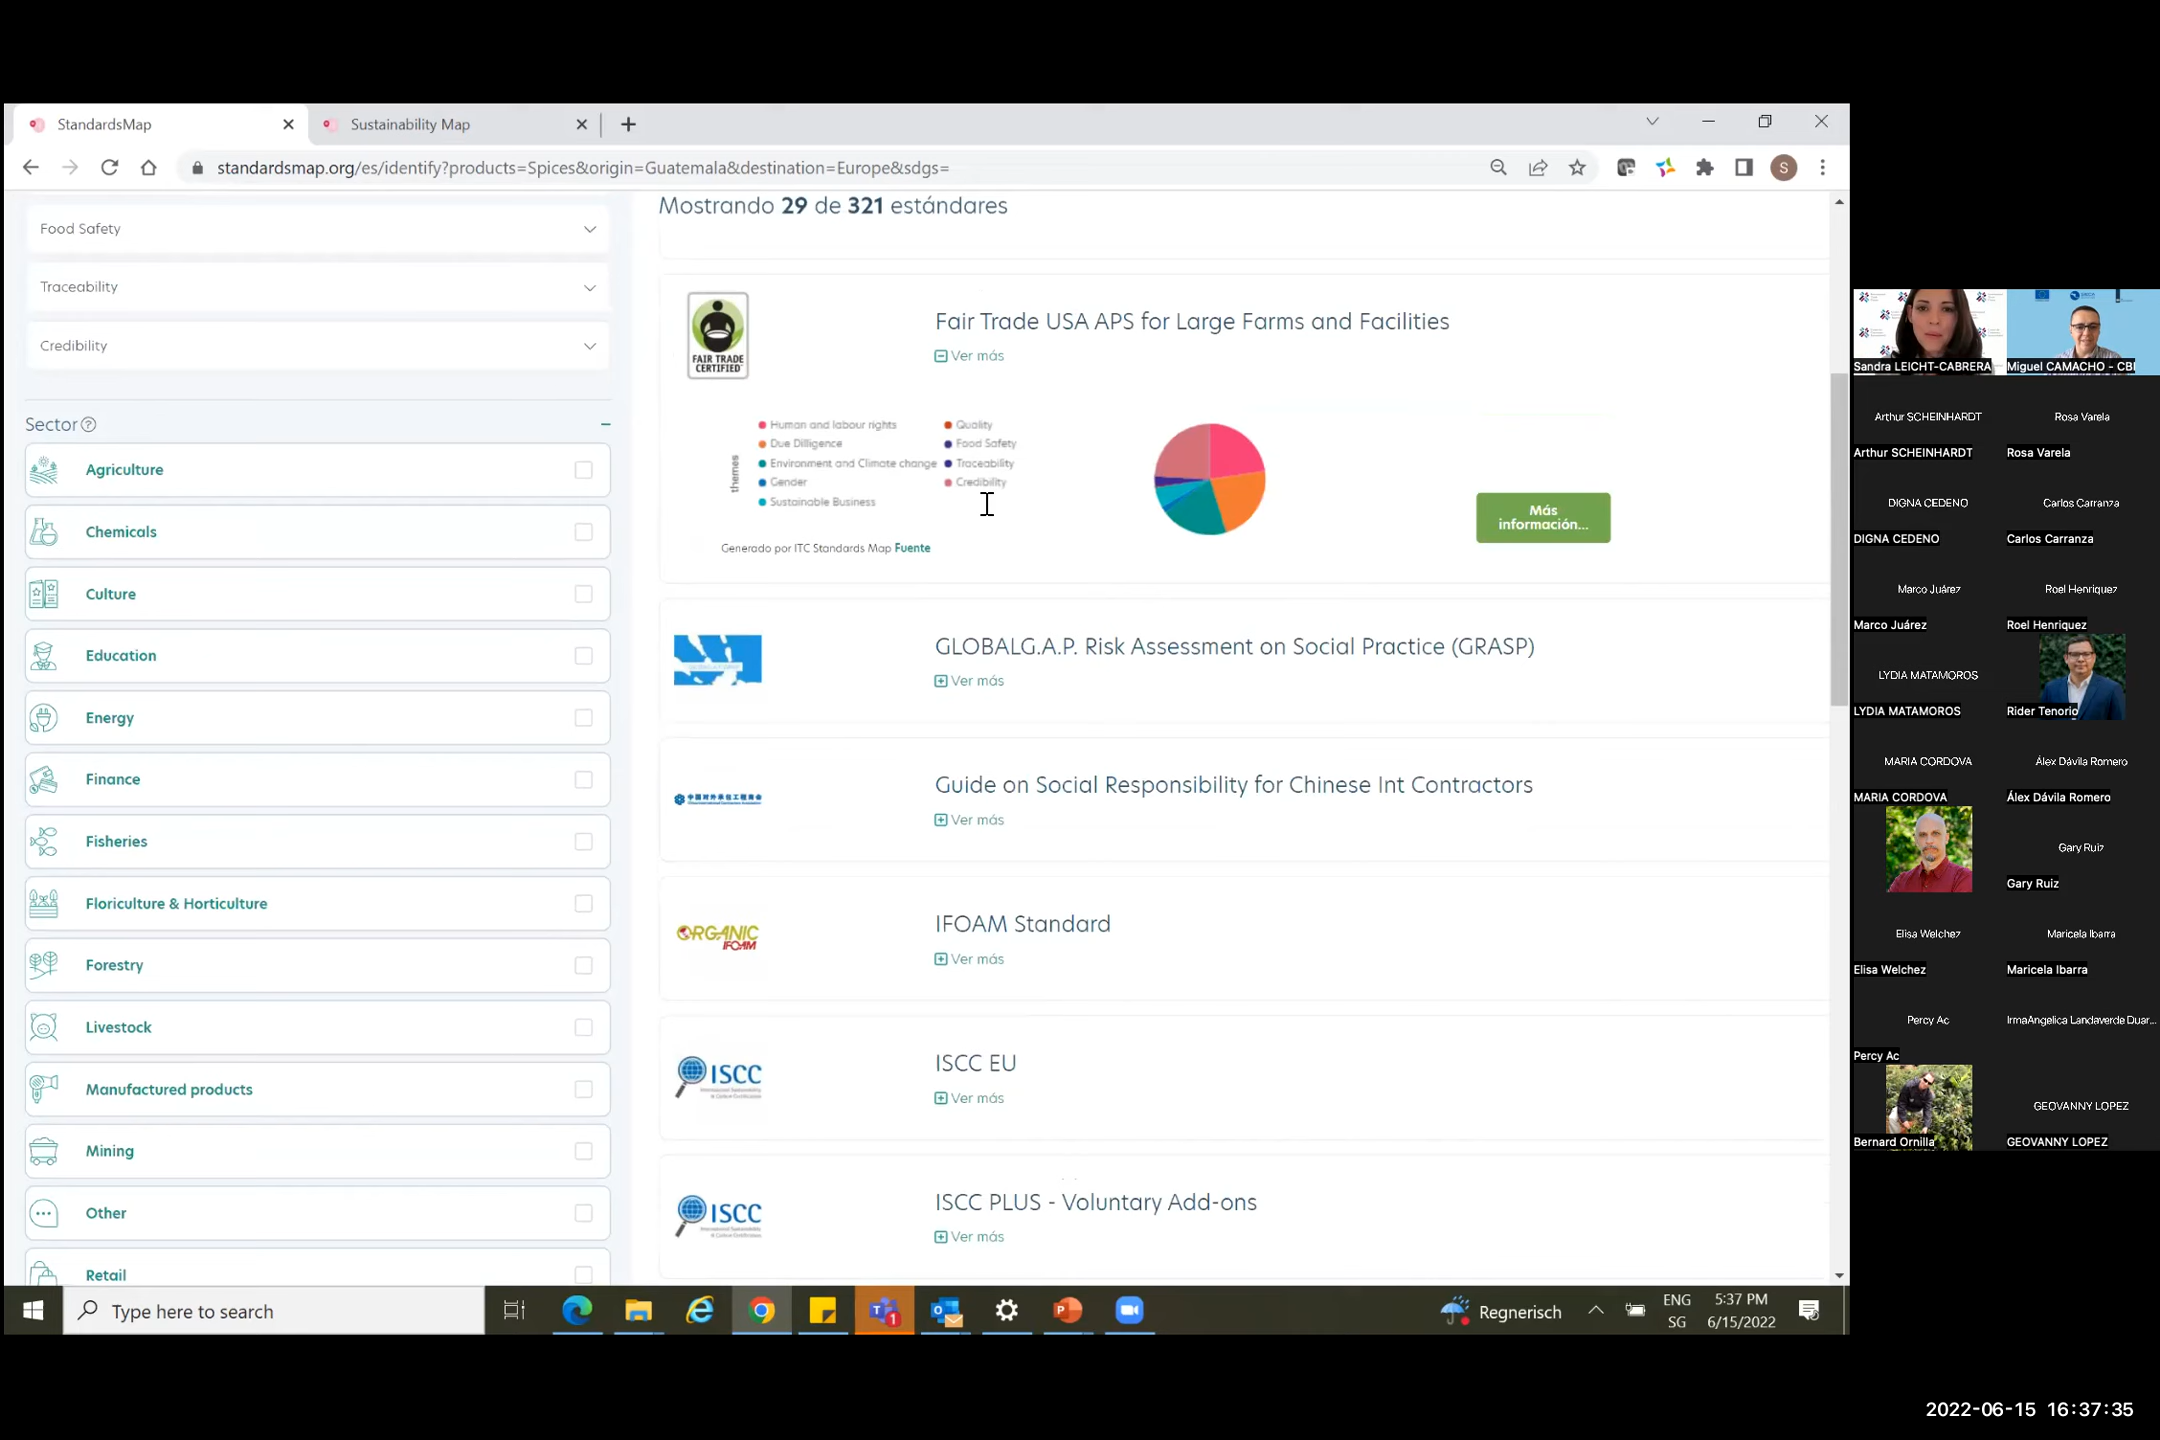 StandardsMap
Sustainability Map
standardsmap.org/es/identify?products=Spices&origin=Guatemala&destination=Europe&sdgs=
S
Food Safety
Traceability
Credibility
Sector
Agriculture
Chemicals
Culture
Education
Energy
Finance
Fisheries
Floriculture & Horticulture
Forestry
Livestock
Manufactured products
Mining
Other
Retail
Mostrando 29 de 321 estándares
FAIR TRADE
CERTIFIED
Fair Trade USA APS for Large Farms and Facilities
Ver más
themes
Human and labour rights
Due Dilligence
Environment and Climate change
Gender
Sustainable Business
Quality
Food Safety
Traceability
Credibility
Más
información...
Generado por ITC Standards Map Fuente
GLOBALG.A.P. Risk Assessment on Social Practice (GRASP)
Ver más
Guide on Social Responsibility for Chinese Int Contractors
Ver más
ORGANIC
IFOAM
IFOAM Standard
Ver más
ISCC
ISCC EU
Ver más
ISCC
ISCC PLUS - Voluntary Add-ons
Ver más
Type here to search
1
Regnerisch
ENG
SG
5:37 PM
6/15/2022
Sandra LEICHT-CABRERA
Miguel CAMACHO - CBI
Arthur SCHEINHARDT
Arthur SCHEINHARDT
Rosa Varela
Rosa Varela
DIGNA CEDENO
DIGNA CEDENO
Carlos Carranza
Carlos Carranza
Marco Juárez
Marco Juárez
Roel Henriquez
Roel Henriquez
LYDIA MATAMOROS
LYDIA MATAMOROS
Rider Tenorio
MARIA CORDOVA
MARIA CORDOVA
Álex Dávila Romero
Álex Dávila Romero
Gary Ruiz
Gary Ruiz
Elisa Welchez
Elisa Welchez
Maricela Ibarra
Maricela Ibarra
Percy Ac
Percy Ac
IrmaAngelica Landaverde Duar...
Bernard Ornilla
GEOVANNY LOPEZ
GEOVANNY LOPEZ
2022-06-15 16:37:35